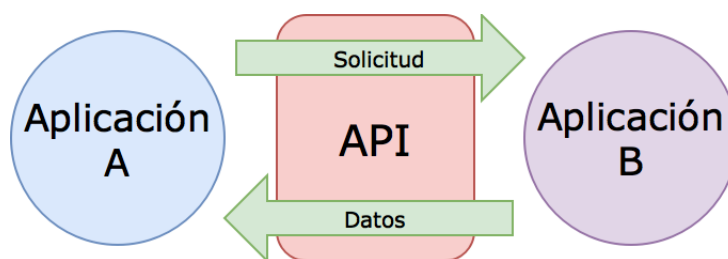 Aplicación
A
Solicitud
API
Datos
Aplicación
B